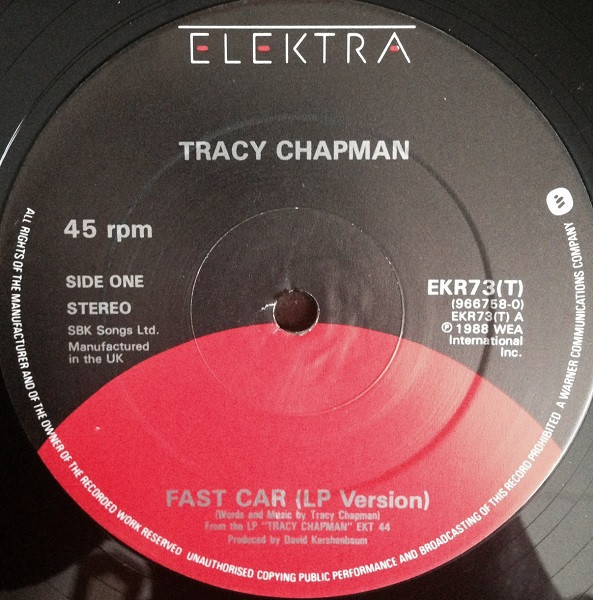 ELEKTRA
TRACY CHAPMAN
45 rpm
SIDE ONE
STEREO
SBK Songs Ltd.
Manufactured
in the UK
EKR73(T)
(966758-0)
EKR73(T) A
℗ 1988 WEA
International
Inc.
FAST CAR (LP Version)
(Words and Music by Tracy Chapman)
From the LP "TRACY CHAPMAN" EKT 44
Produced by David Kershenbaum
ALL RIGHTS OF THE MANUFACTURER AND OF THE OWNER OF THE RECORDED WORK RESERVED UNAUTHORISED COPYING PUBLIC PERFORMANCE AND BROADCASTING OF THIS RECORD PROHIBITED A WARNER COMMUNICATIONS COMPANY